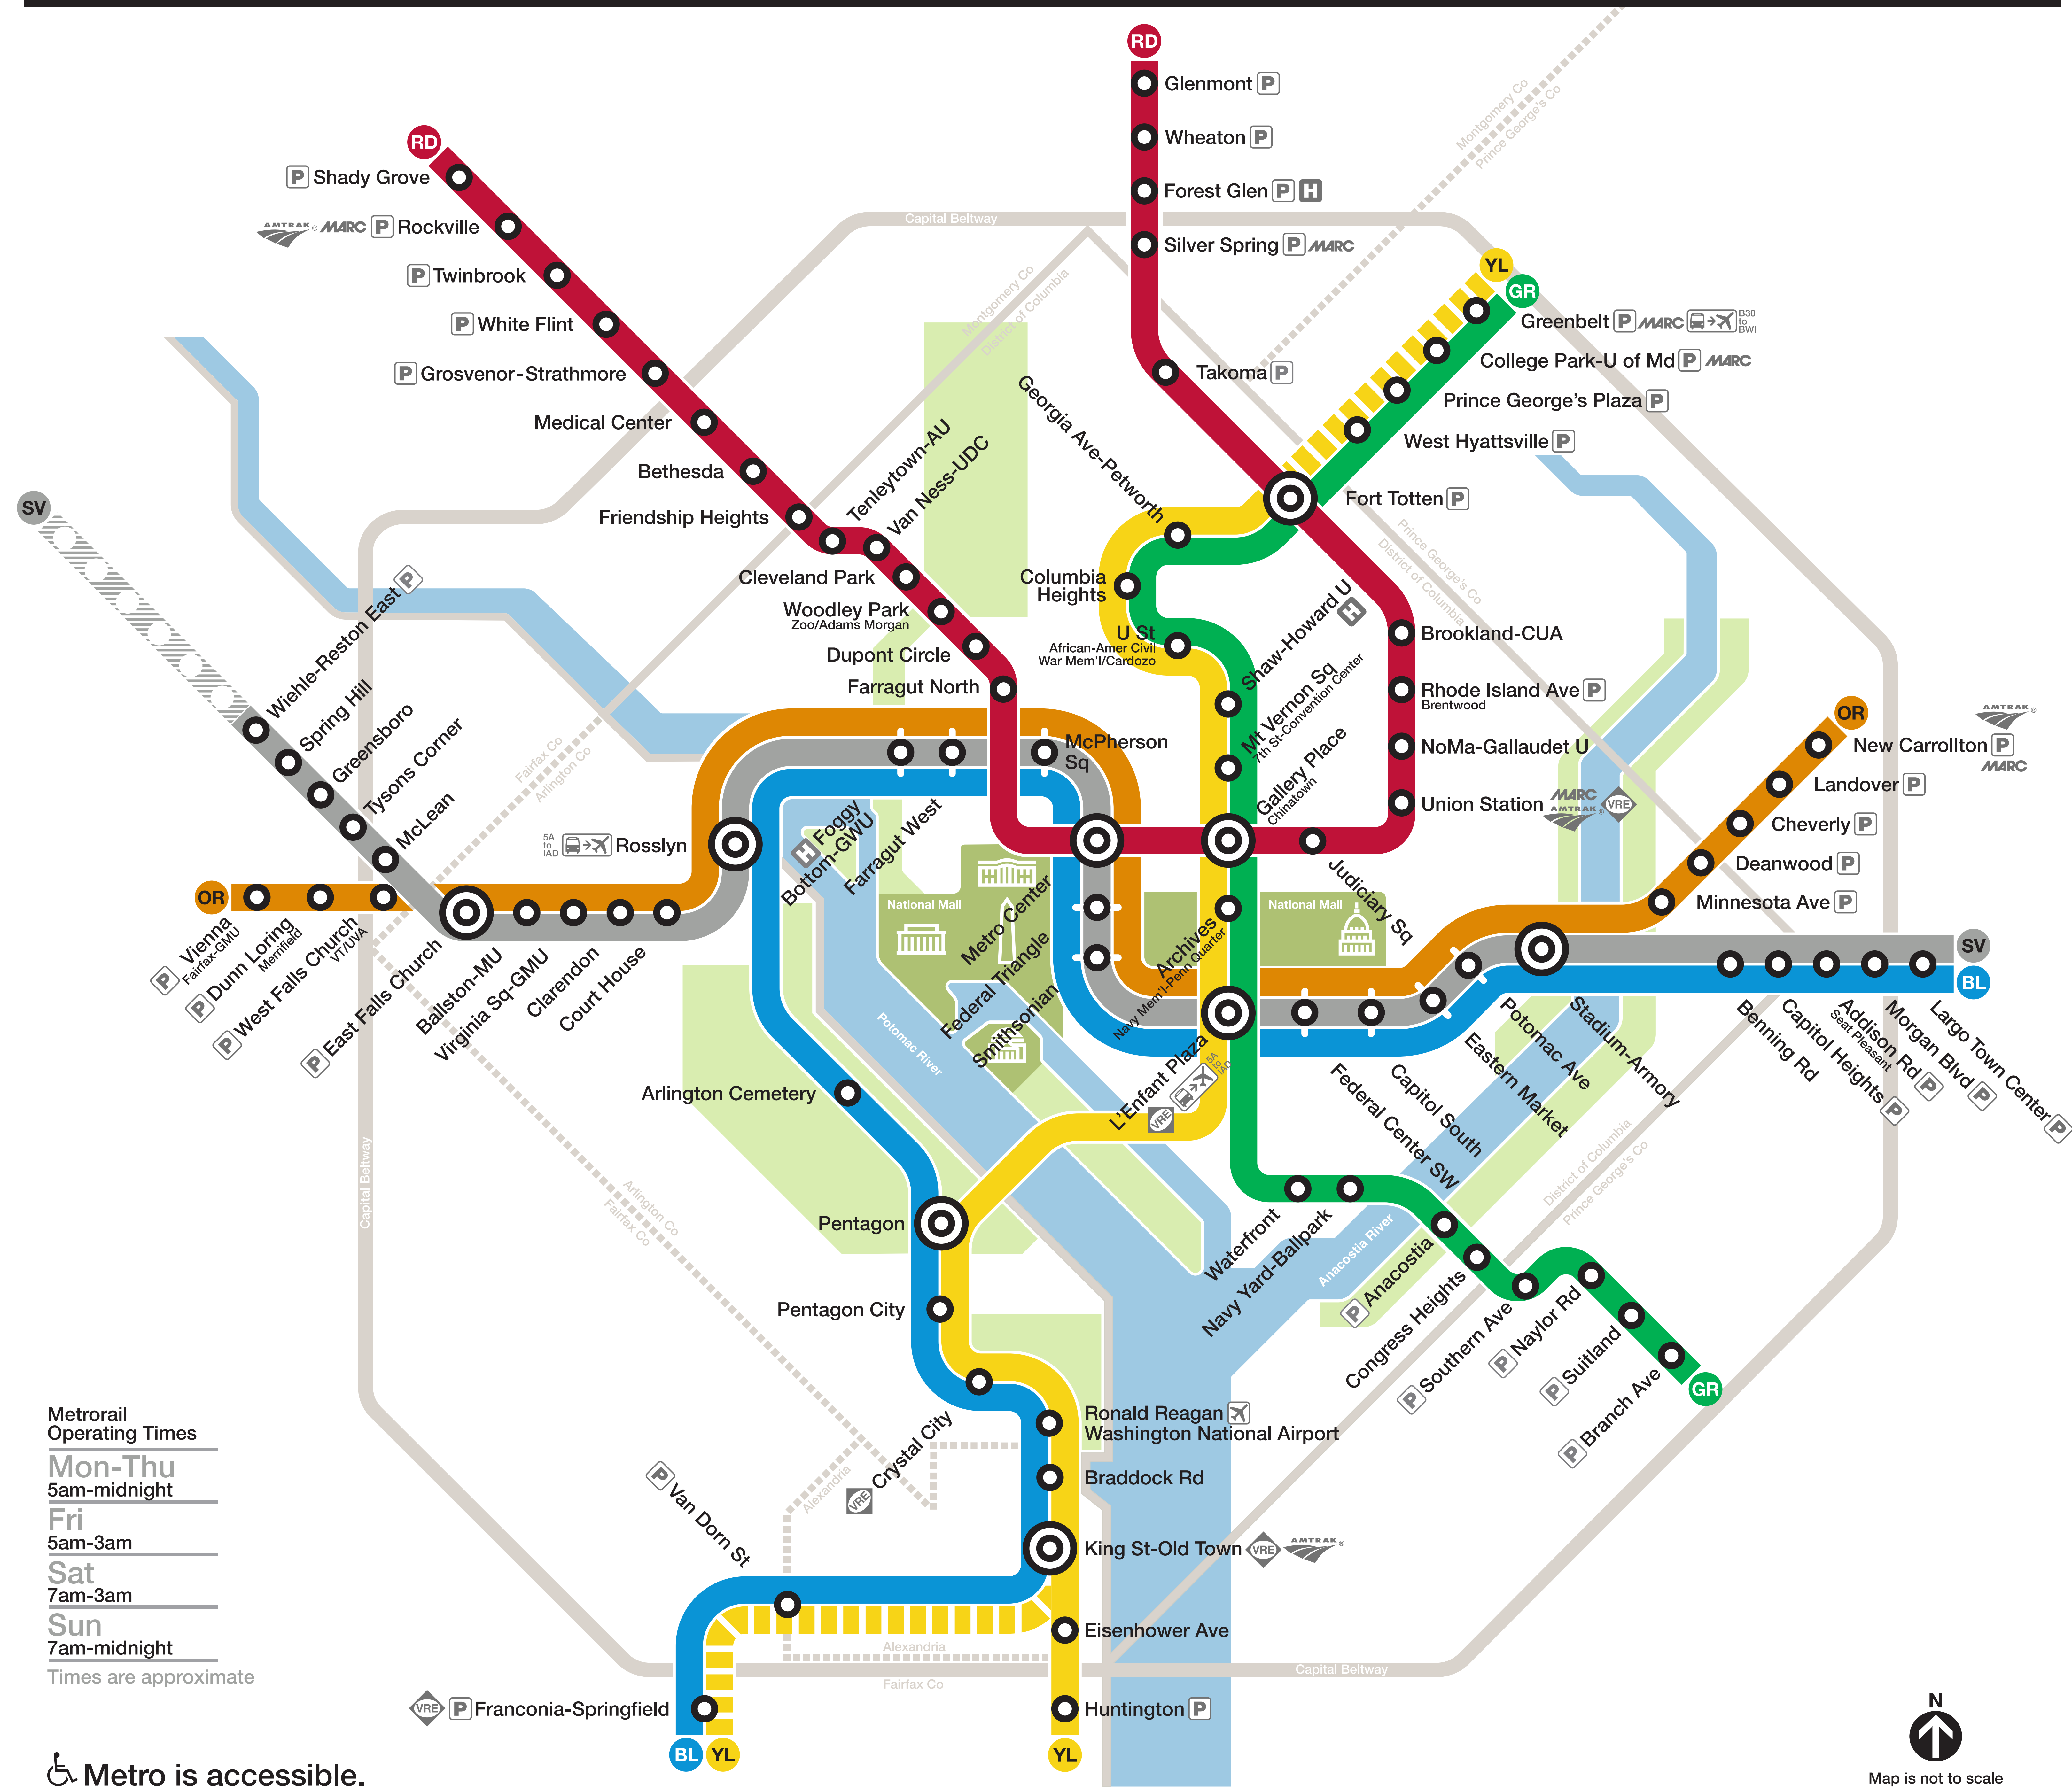 RD
Glenmont P
Wheaton P
Forest Glen P H
Silver Spring P MARC
Takoma P
RD
P Shady Grove
AMTRAK® MARC P Rockville
P Twinbrook
P White Flint
P Grosvenor-Strathmore
Medical Center
Bethesda
Friendship Heights
Tenleytown-AU
Van Ness-UDC
Cleveland Park
Woodley Park
Zoo/Adams Morgan
Dupont Circle
Farragut North
Capital Beltway
Montgomery Co
District of Columbia
Montgomery Co
Prince George's Co
YL
GR
Greenbelt P MARC B30
to
BWI
College Park-U of Md P MARC
Prince George's Plaza P
West Hyattsville P
Fort Totten P
Georgia Ave-Petworth
Columbia
Heights
U St
African-Amer Civil
War Mem'l/Cardozo
Shaw-Howard U
H
Mt Vernon Sq
7th St-Convention Center
Gallery Place
Chinatown
Prince George's Co
District of Columbia
Brookland-CUA
Rhode Island Ave P
Brentwood
NoMa-Gallaudet U
Union Station MARC
AMTRAK® VRE
Judiciary Sq
SV
Wiehle-Reston East P
Spring Hill
Greensboro
Tysons Corner
McLean
Fairfax Co
Arlington Co
OR
Vienna
Fairfax-GMU
P
Dunn Loring
Merrifield
P
West Falls Church
VT/UVA
P
P East Falls Church
Ballston-MU
Virginia Sq-GMU
Clarendon
Court House
5A
to
IAD
Rosslyn
H Foggy
Bottom-GWU
Farragut West
McPherson
Sq
Metro Center
Federal Triangle
Smithsonian
National Mall
National Mall
Archives
Navy Mem'l-Penn Quarter
L'Enfant Plaza
VRE
5A
to
IAD
Federal Center SW
Capitol South
Eastern Market
Potomac Ave
Stadium-Armory
OR
AMTRAK®
New Carrollton P
MARC
Landover P
Cheverly P
Deanwood P
Minnesota Ave P
SV
BL
Benning Rd
Capitol Heights P
Addison Rd P
Seat Pleasant
Morgan Blvd P
Largo Town Center P
Potomac River
Arlington Cemetery
Pentagon
Pentagon City
Crystal City
VRE
Ronald Reagan
Washington National Airport
Braddock Rd
King St-Old Town VRE AMTRAK®
Eisenhower Ave
Huntington P
YL
P Van Dorn St
VRE P Franconia-Springfield
BL
YL
Capital Beltway
Arlington Co
Fairfax Co
Alexandria
Alexandria
Fairfax Co
Capital Beltway
Waterfront
Navy Yard-Ballpark
Anacostia River
P Anacostia
Congress Heights
P Southern Ave
P Naylor Rd
P Suitland
P Branch Ave
GR
District of Columbia
Prince George's Co
Metrorail
Operating Times
Mon-Thu
5am-midnight
Fri
5am-3am
Sat
7am-3am
Sun
7am-midnight
Times are approximate
Metro is accessible.
N
Map is not to scale